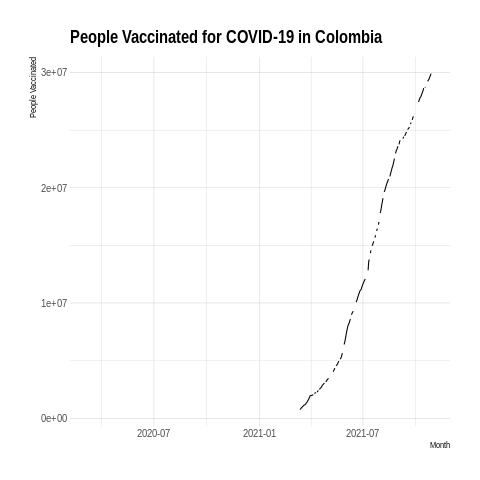 People Vaccinated for COVID-19 in Colombia
People Vaccinated
3e+07
2e+07
1e+07
0e+00
2020-07 2021-01 2021-07
Month